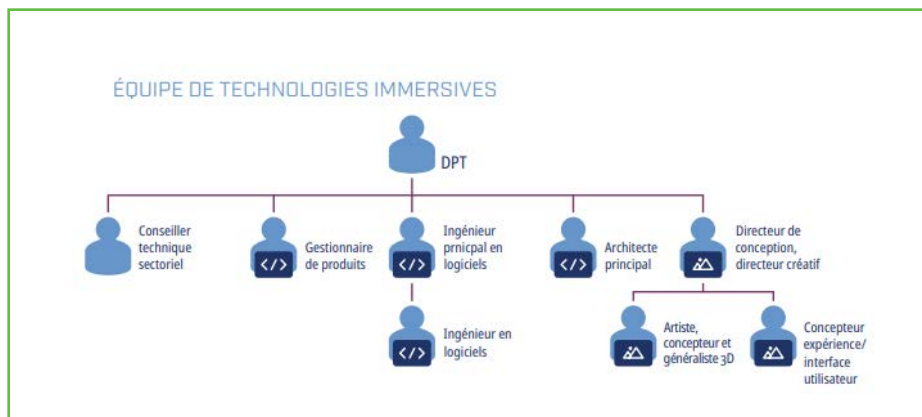 ÉQUIPE DE TECHNOLOGIES IMMERSIVES
DPT
Conseiller
technique
sectoriel
Gestionnaire
de produits
Ingénieur
prnicpal en
logiciels
Architecte
principal
Directeur de
conception,
directeur créatif
Ingénieur en
logiciels
Artiste,
concepteur et
généraliste 3D
Concepteur
expérience/
interface
utilisateur